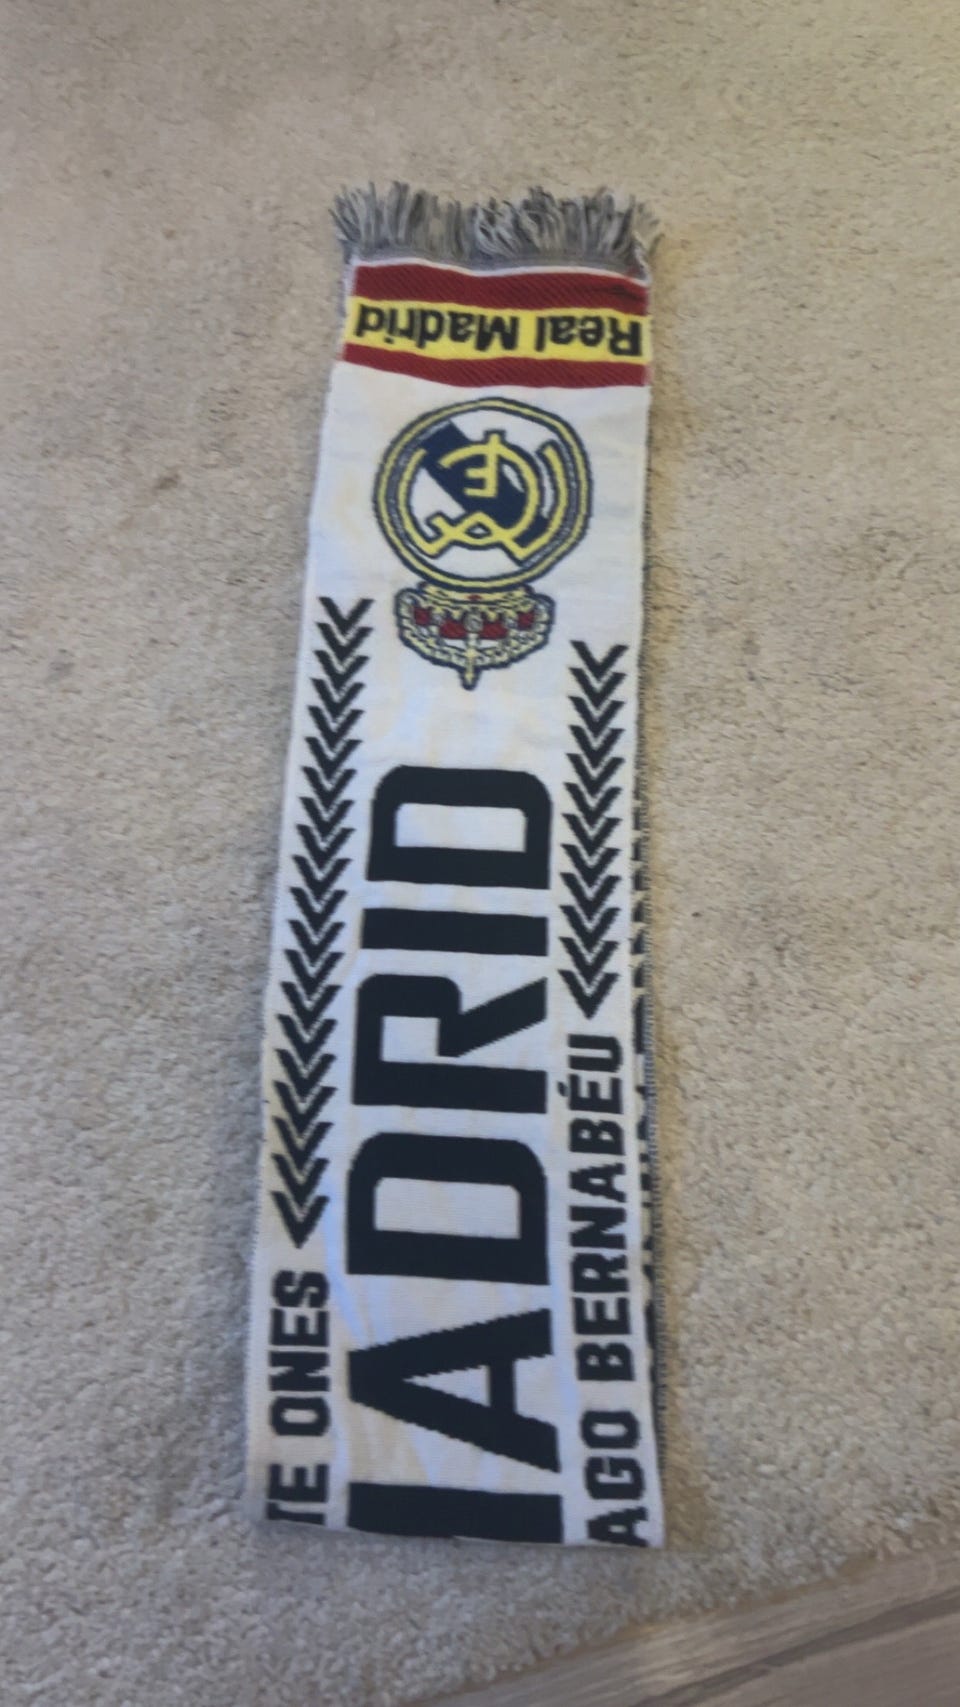 Real Madrid
TE ONES
ADRID
AGO BERNABÉU